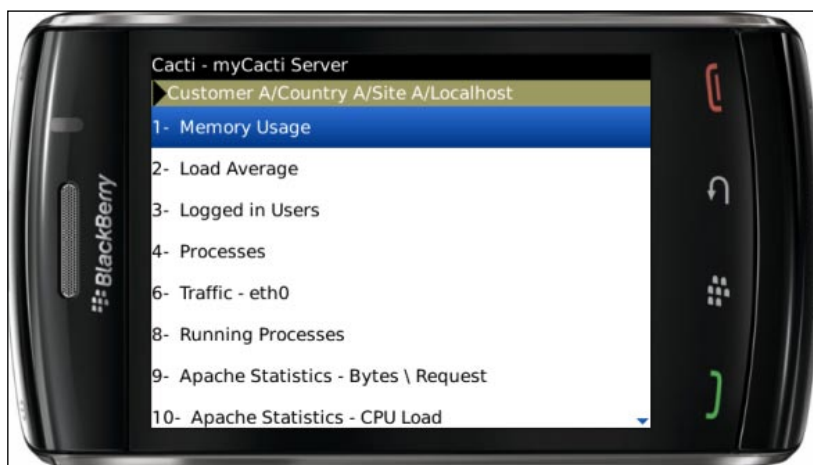 Cacti - myCacti Server
Customer A/Country A/Site A/Localhost
1- Memory Usage
2- Load Average
3- Logged in Users
4- Processes
6- Traffic - eth0
8- Running Processes
9- Apache Statistics - Bytes \ Request
10- Apache Statistics - CPU Load
BlackBerry